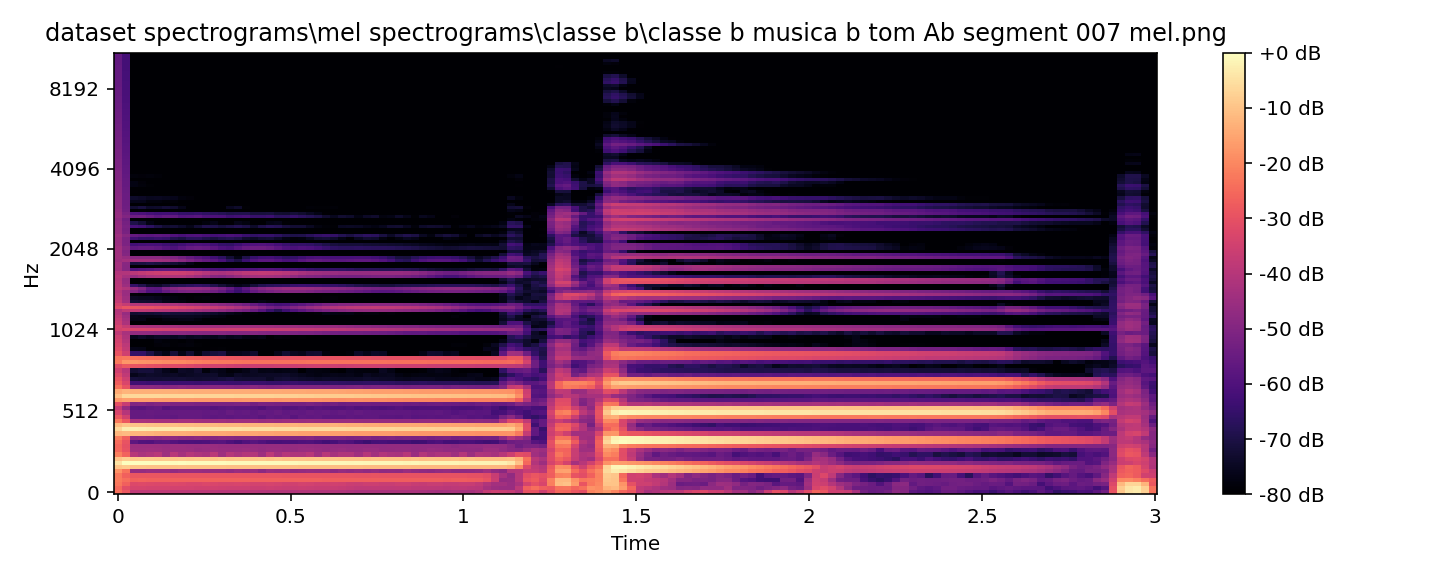 dataset spectrograms\mel spectrograms\classe b\classe b musica b tom Ab segment 007 mel.png
8192
4096
2048
1024
512
0
Hz
0
0.5
1
1.5
2
2.5
3
Time
+0 dB
-10 dB
-20 dB
-30 dB
-40 dB
-50 dB
-60 dB
-70 dB
-80 dB